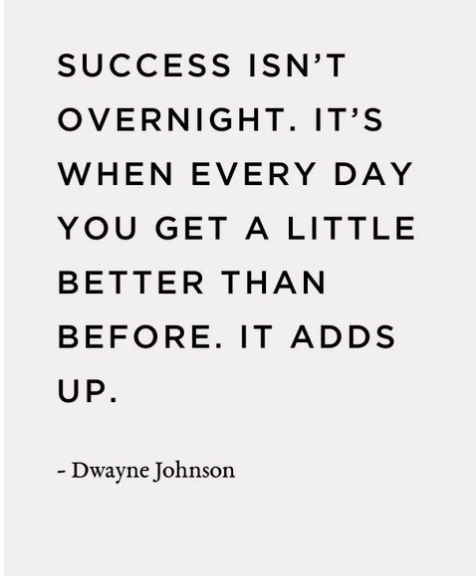 SUCCESS ISN’T
OVERNIGHT. IT’S
WHEN EVERY DAY
YOU GET A LITTLE
BETTER THAN
BEFORE. IT ADDS
UP.
- Dwayne Johnson